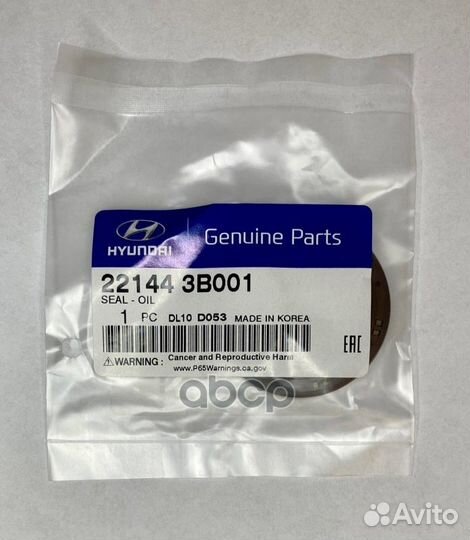 HYUNDAI
Genuine Parts
22144 3B001
SEAL - OIL
1 PC DL10 D053 MADE IN KOREA
EAC
WARNING: Cancer and Reproductive Harm
www.P65Warnings.ca.gov
abcp
Avito